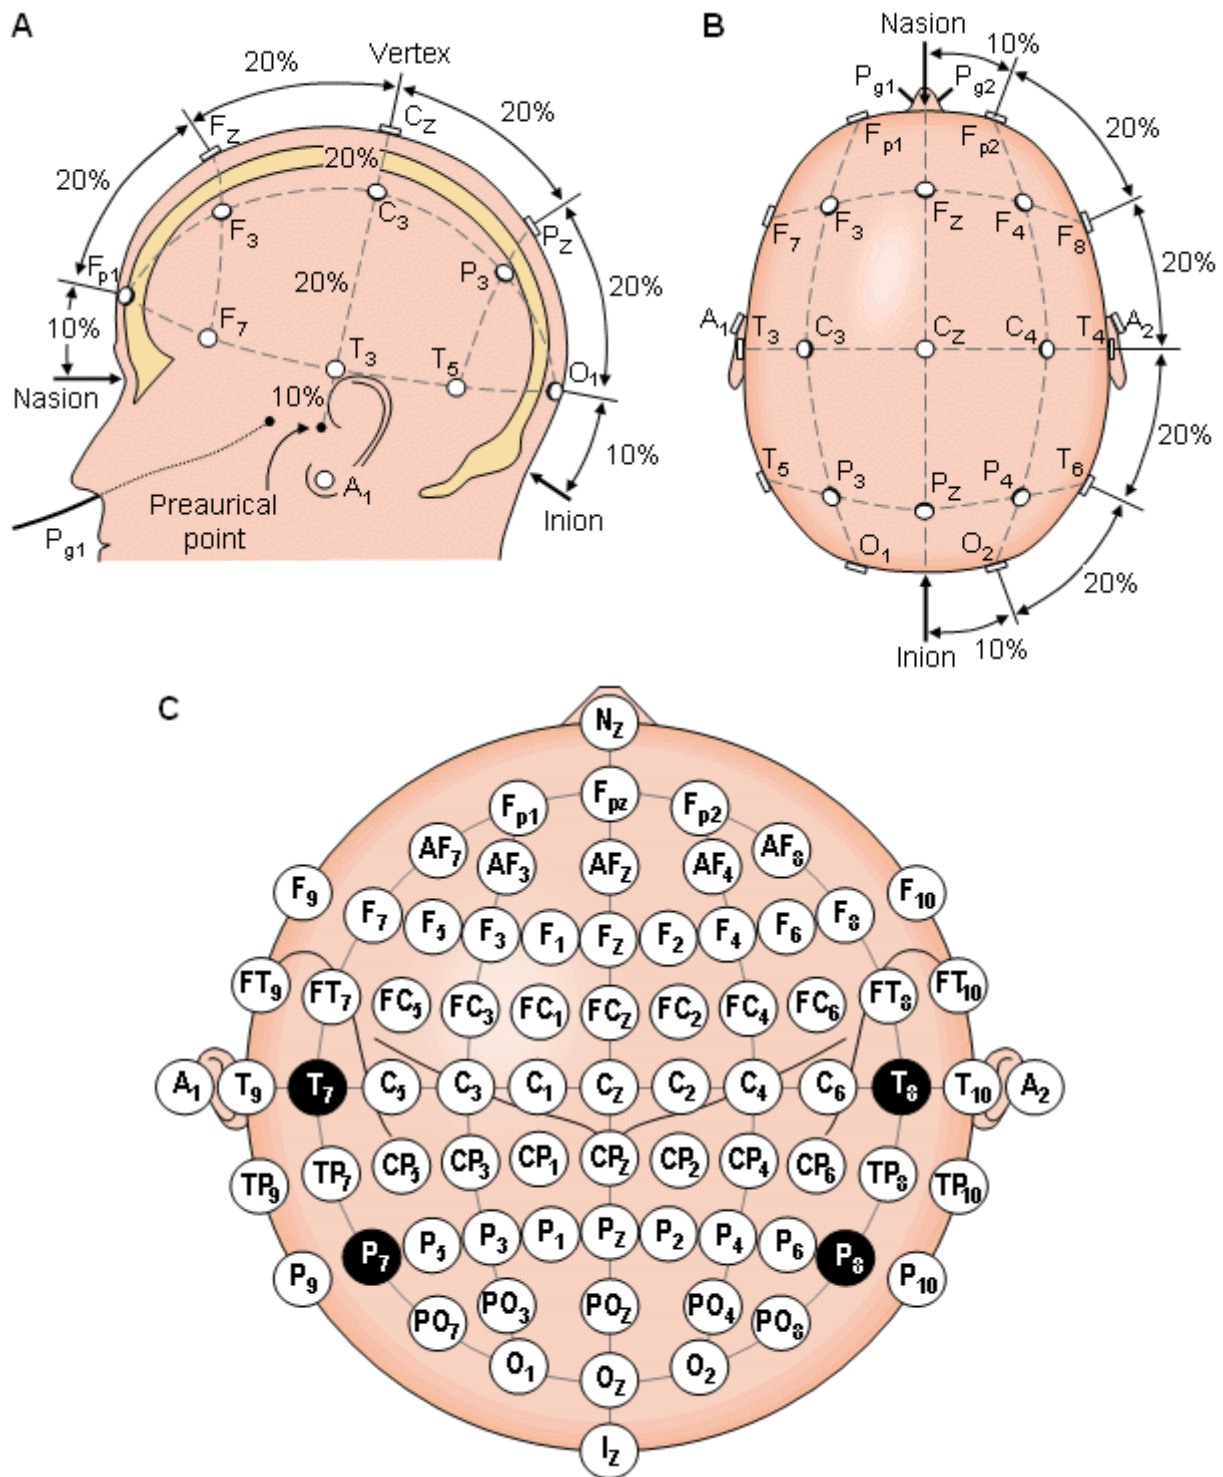 A
Vertex
20%
20%
Fz
Cz
20%
20%
F3
C3
Pz
Fp1
P3
20%
20%
10%
F7
T3
T5
O1
Nasion
10%
10%
A1
Preaurical
point
Inion
Pg1
B
Nasion
10%
Pg1
Pg2
Fp1
Fp2
20%
F7
F3
Fz
F4
F8
20%
A1
T3
C3
Cz
C4
T4
A2
20%
T5
P3
Pz
P4
T6
O1
O2
20%
10%
Inion
C
Nz
Fp1 Fpz Fp2
AF7 AF3 AFz AF4 AF8
F9 F7 F5 F3 F1 Fz F2 F4 F6 F8 F10
FT9 FT7 FC5 FC3 FC1 FCz FC2 FC4 FC6 FT8 FT10
A1 T9 T7 C5 C3 C1 Cz C2 C4 C6 T8 T10 A2
TP9 TP7 CP5 CP3 CP1 CPz CP2 CP4 CP6 TP8 TP10
P9 P7 P5 P3 P1 Pz P2 P4 P6 P8 P10
PO7 PO3 POz PO4 PO8
O1 Oz O2
Iz